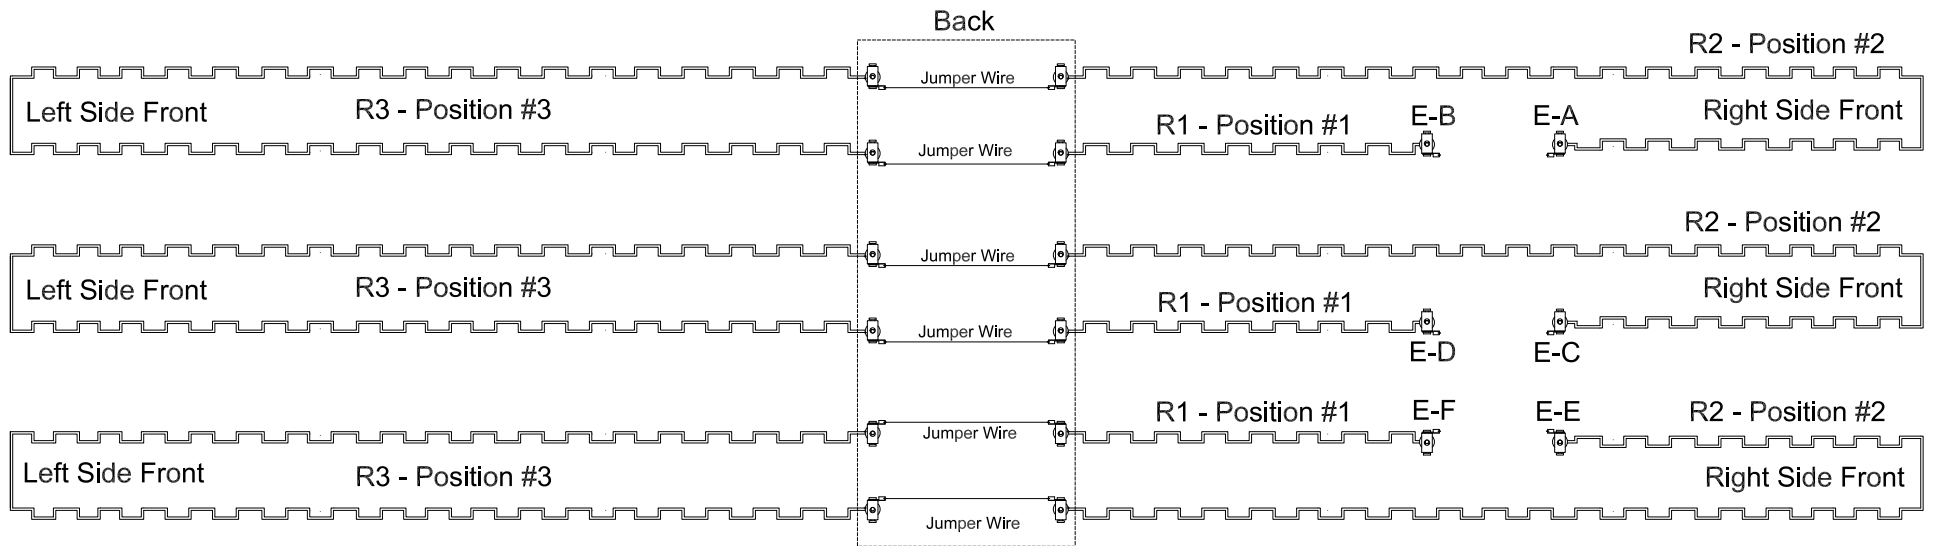 Back
R2 - Position #2
Jumper Wire
Left Side Front
R3 - Position #3
Right Side Front
R1 - Position #1
E-B
E-A
Jumper Wire
R2 - Position #2
Jumper Wire
Left Side Front
R3 - Position #3
Right Side Front
R1 - Position #1
Jumper Wire
E-D
E-C
R1 - Position #1
E-F
E-E
R2 - Position #2
Jumper Wire
Left Side Front
R3 - Position #3
Right Side Front
Jumper Wire